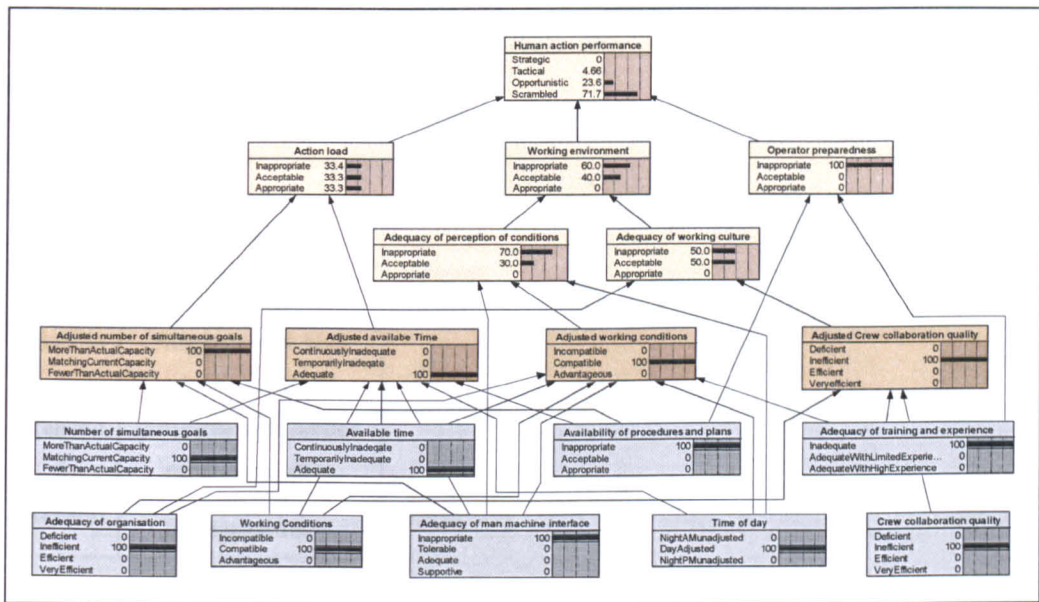 Human action performance
Strategic 0
Tactical 4.66
Opportunistic 23.6
Scrambled 71.7
Action load
Inappropriate 33.4
Acceptable 33.3
Appropriate 33.3
Working environment
Inappropriate 60.0
Acceptable 40.0
Appropriate 0
Operator preparedness
Inappropriate 100
Acceptable 0
Appropriate 0
Adequacy of perception of conditions
Inappropriate 70.0
Acceptable 30.0
Appropriate 0
Adequacy of working culture
Inappropriate 50.0
Acceptable 50.0
Appropriate 0
Adjusted number of simultaneous goals
MoreThanActualCapacity 100
MatchingCurrentCapacity 0
FewerThanActualCapacity 0
Adjusted availabe Time
ContinuouslyInadequate 0
TemporarilyInadeqate 0
Adequate 100
Adjusted working conditions
Incompatible 0
Compatible 100
Advantageous 0
Adjusted Crew collaboration quality
Deficient 0
Inefficient 100
Efficient 0
Veryefficient 0
Number of simultaneous goals
MoreThanActualCapacity 0
MatchingCurrentCapacity 100
FewerThanActualCapacity 0
Available time
ContinuouslyInadequate 0
TemporarilyInadequate 0
Adequate 100
Availability of procedures and plans
Inappropriate 100
Acceptable 0
Appropriate 0
Adequacy of training and experience
Inadequate 100
AdequateWithLimitedExperie... 0
AdequateWithHighExperience 0
Adequacy of organisation
Deficient 0
Inefficient 100
Efficient 0
VeryEfficient 0
Working Conditions
Incompatible 0
Compatible 100
Advantageous 0
Adequacy of man machine interface
Inappropriate 100
Tolerable 0
Adequate 0
Supportive 0
Time of day
NightAMunadjusted 0
DayAdjusted 100
NightPMunadjusted 0
Crew collaboration quality
Deficient 0
Inefficient 100
Efficient 0
VeryEfficient 0